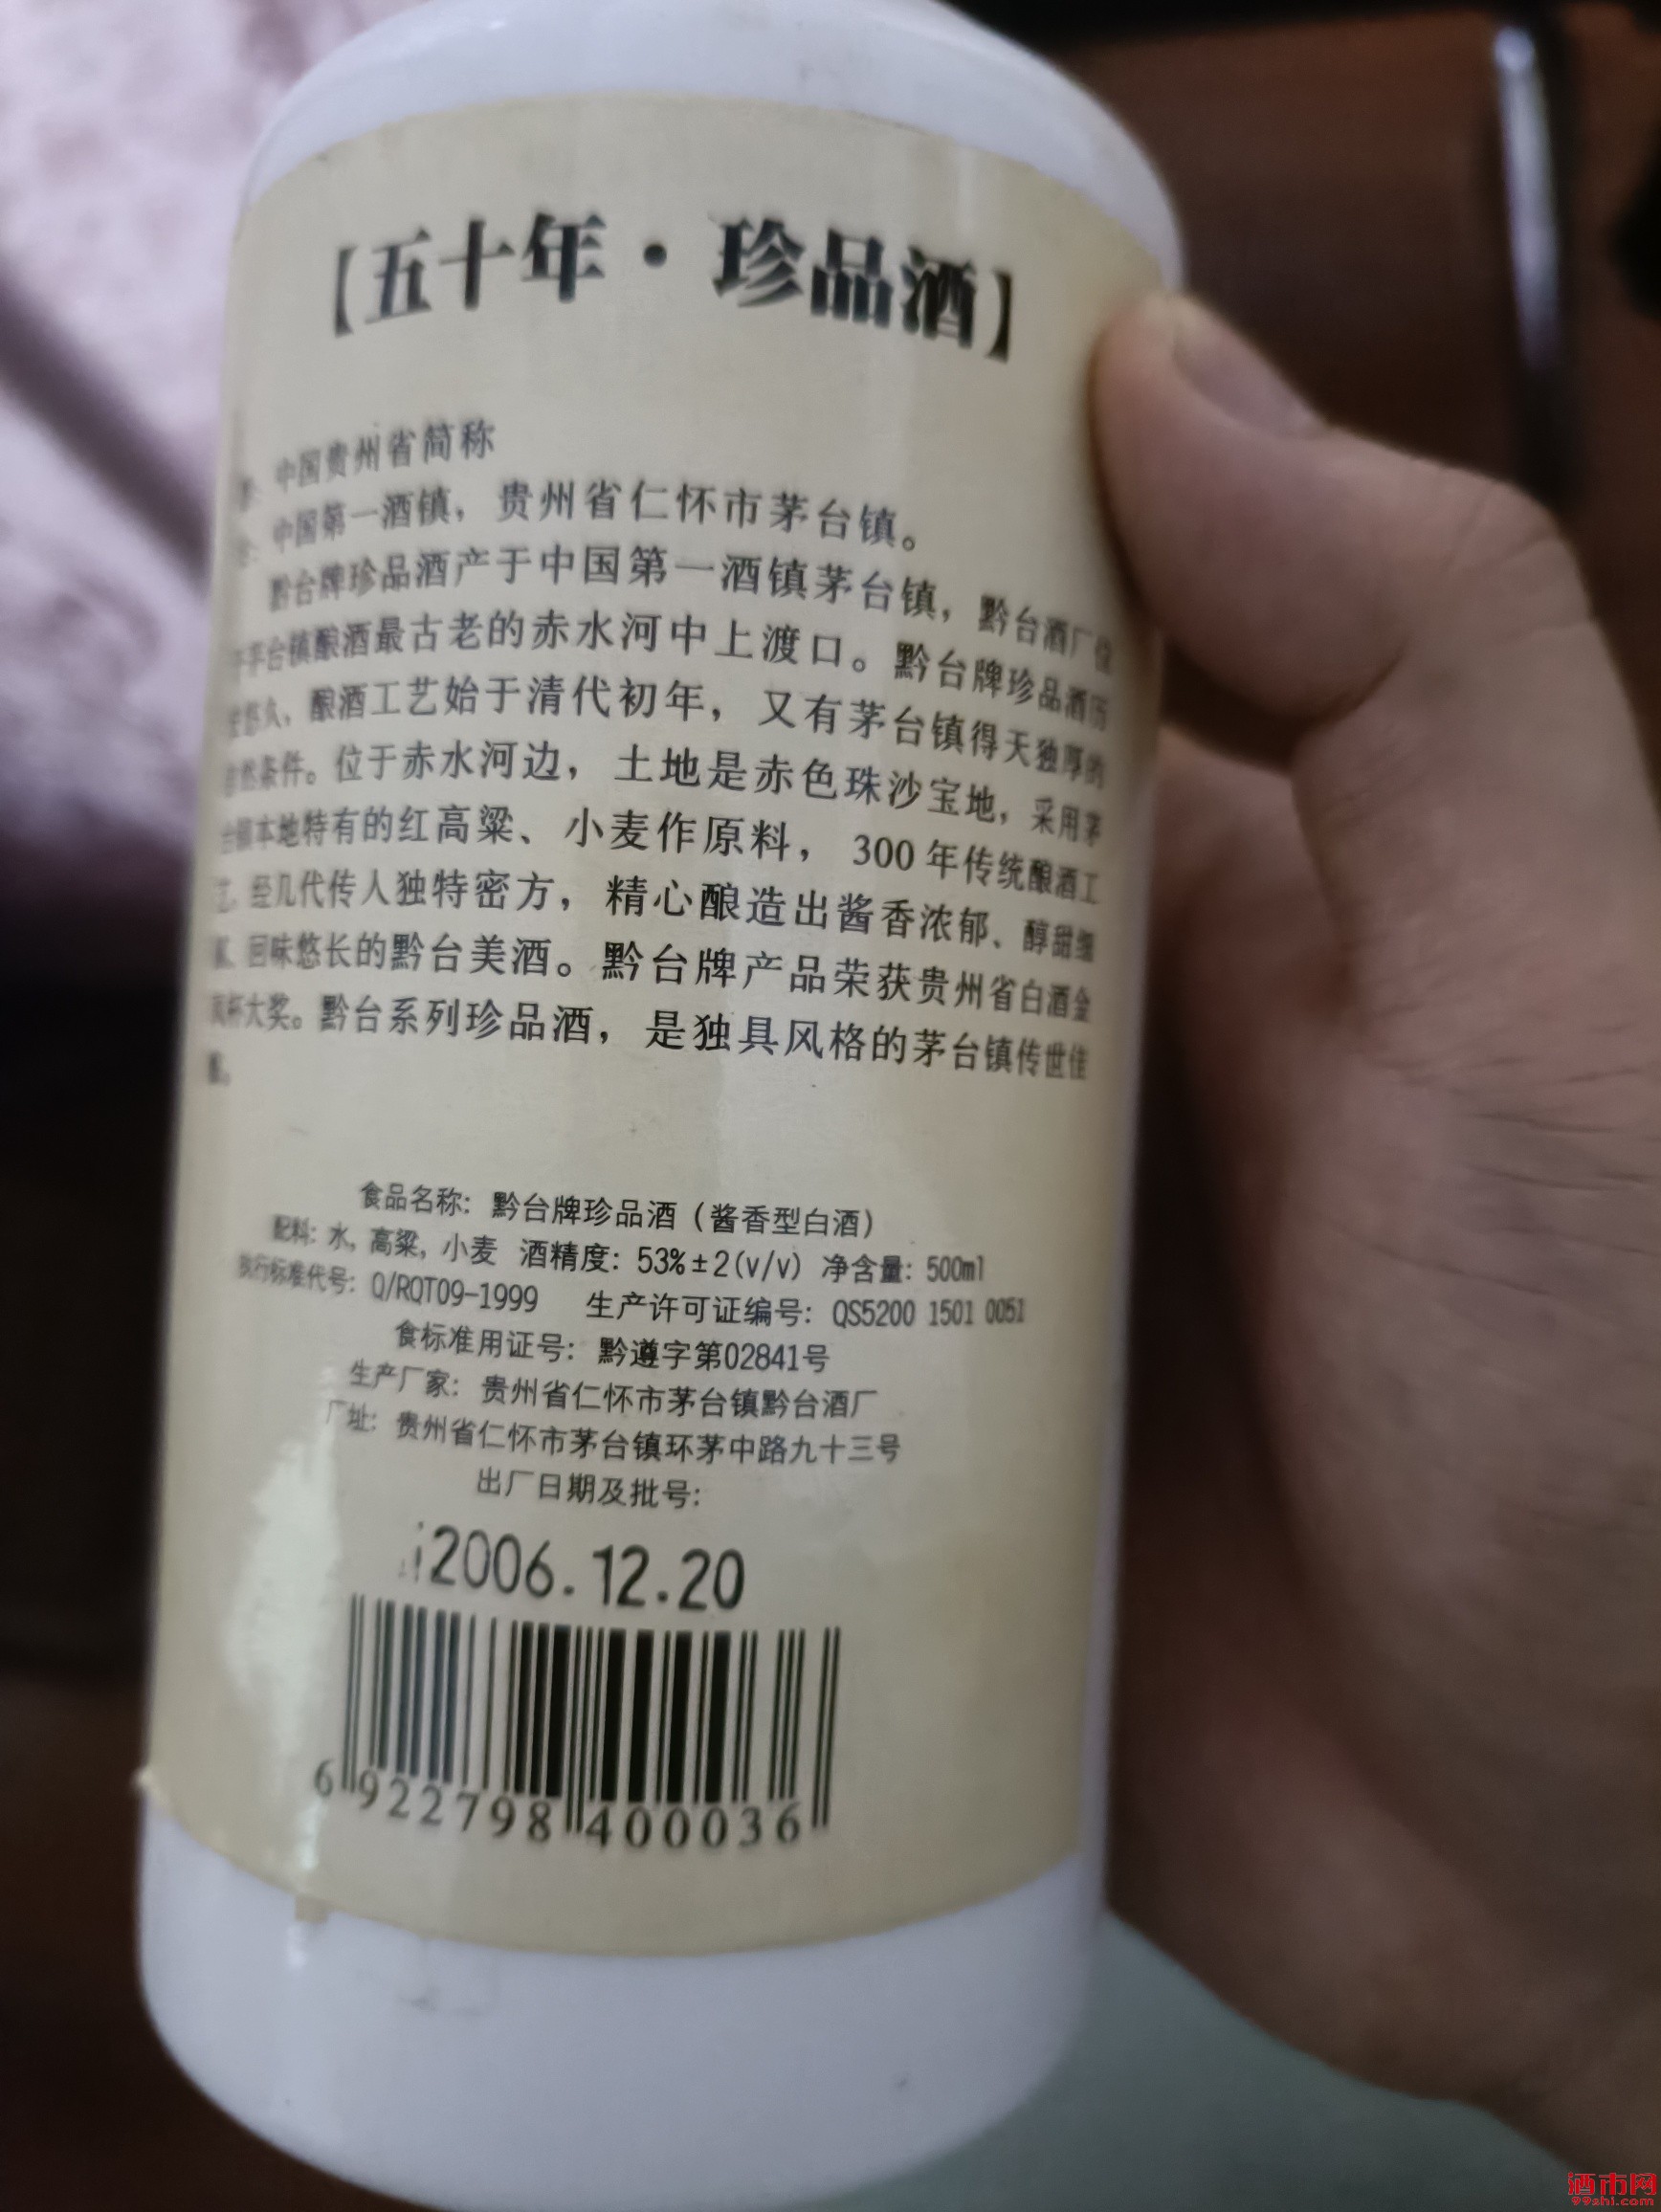 【五十年·珍品酒】
中国贵州省简称
中国第一酒镇，贵州省仁怀市茅台镇。
黔台牌珍品酒产于中国第一酒镇茅台镇，黔台酒厂位
茅台镇酿酒最古老的赤水河中上渡口。黔台牌珍品酒历
悠久，酿酒工艺始于清代初年，又有茅台镇得天独厚的
自然条件。位于赤水河边，土地是赤色珠沙宝地，采用茅
台镇本地特有的红高粱、小麦作原料，300年传统酿酒工
艺，经几代传人独特密方，精心酿造出酱香浓郁、醇甜细
回味悠长的黔台美酒。黔台牌产品荣获贵州省白酒金
杯大奖。黔台系列珍品酒，是独具风格的茅台镇传世佳
食品名称：黔台牌珍品酒（酱香型白酒）
配料：水，高粱，小麦 酒精度：53%±2(v/v) 净含量：500ml
执行标准代号：Q/RQT09-1999 生产许可证编号：QS5200 1501 0051
食标准用证号：黔遵字第02841号
生产厂家：贵州省仁怀市茅台镇黔台酒厂
厂址：贵州省仁怀市茅台镇环茅中路九十三号
出厂日期及批号：
2006.12.20
6 922798 400036
酒市网
99shi.com